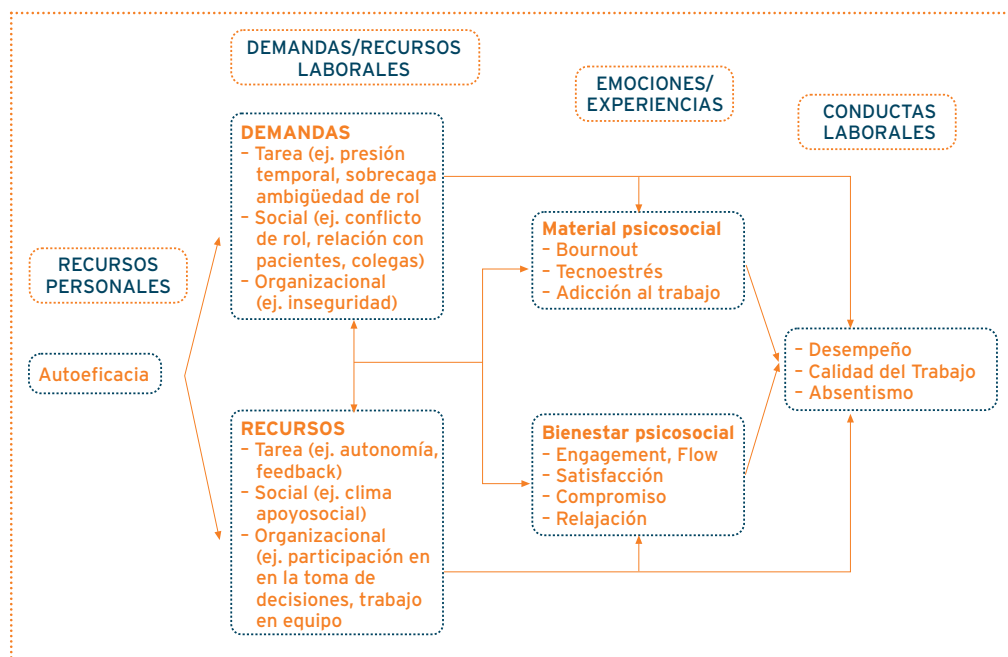 DEMANDAS/RECURSOS
LABORALES
EMOCIONES/
EXPERIENCIAS
CONDUCTAS
LABORALES
RECURSOS
PERSONALES
Autoeficacia
DEMANDAS
– Tarea (ej. presión
temporal, sobrecaga
ambigüedad de rol
– Social (ej. conflicto
de rol, relación con
pacientes, colegas)
– Organizacional
(ej. inseguridad)
RECURSOS
– Tarea (ej. autonomía,
feedback)
– Social (ej. clima
apoyosocial)
– Organizacional
(ej. participación en
en la toma de
decisiones, trabajo
en equipo
Material psicosocial
– Bournout
– Tecnoestrés
– Adicción al trabajo
Bienestar psicosocial
– Engagement, Flow
– Satisfacción
– Compromiso
– Relajación
– Desempeño
– Calidad del Trabajo
– Absentismo